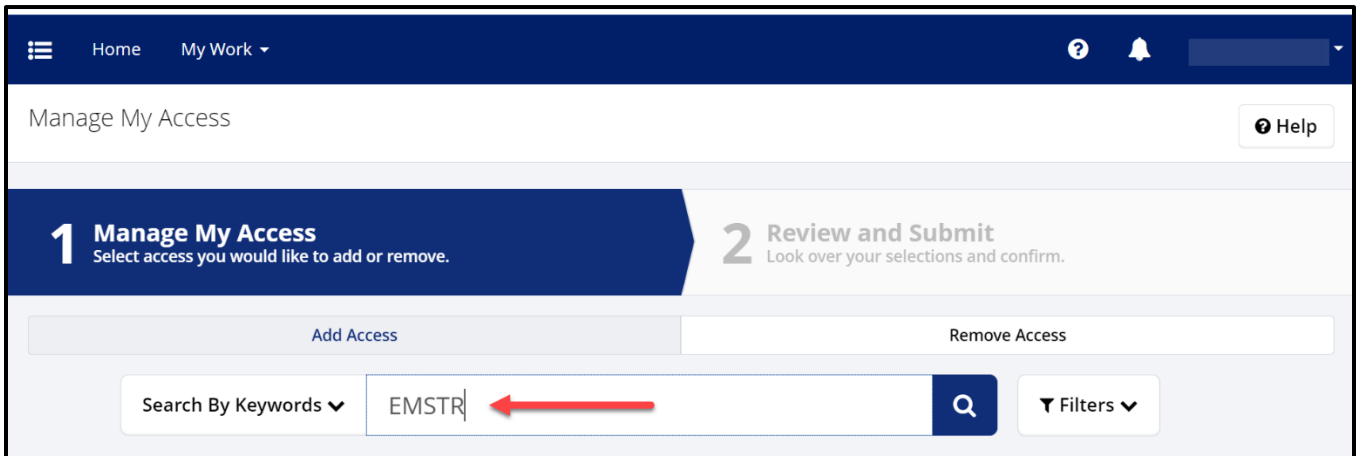 Home My Work
Manage My Access
Help
1 Manage My Access
Select access you would like to add or remove.
2 Review and Submit
Look over your selections and confirm.
Add Access
Remove Access
Search By Keywords
EMSTR
Filters